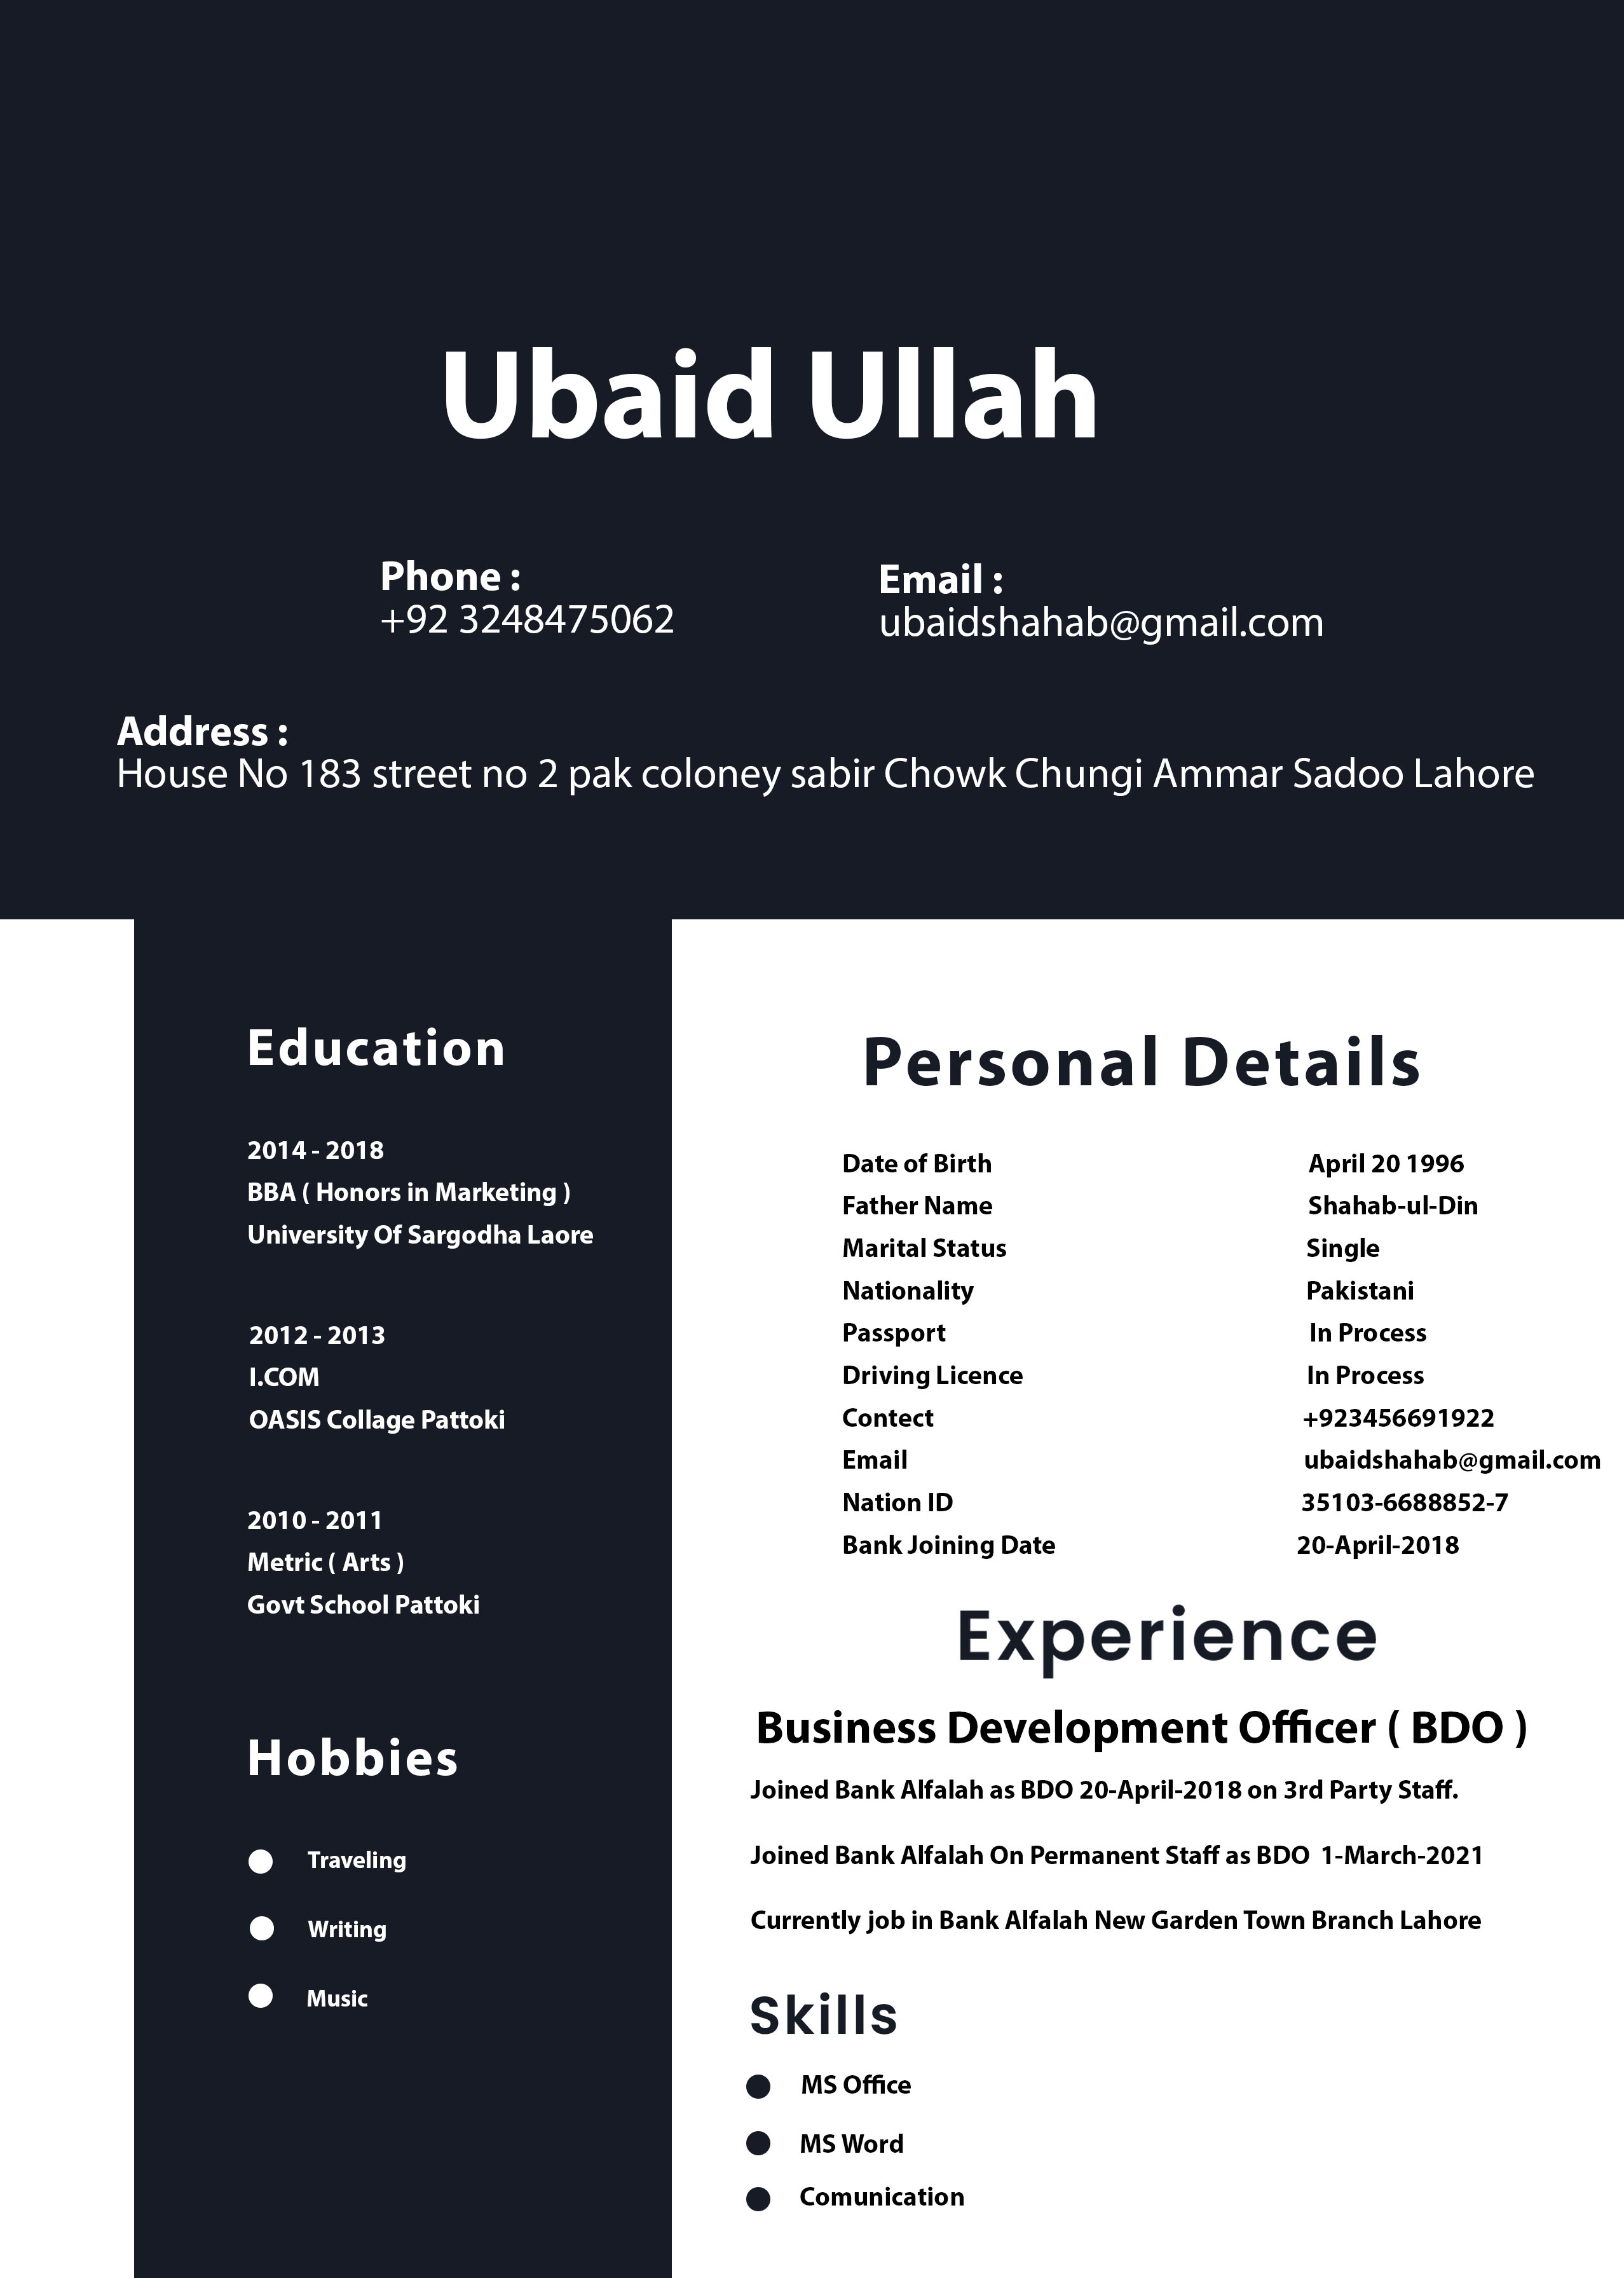 Ubaid Ullah
Phone :
+92 3248475062
Email :
ubaidshahab@gmail.com
Address :
House No 183 street no 2 pak coloney sabir Chowk Chungi Ammar Sadoo Lahore
Education
2014 - 2018
BBA ( Honors in Marketing )
University Of Sargodha Laore
2012 - 2013
I.COM
OASIS Collage Pattoki
2010 - 2011
Metric ( Arts )
Govt School Pattoki
Hobbies
Traveling
Writing
Music
Personal Details
Date of Birth April 20 1996
Father Name Shahab-ul-Din
Marital Status Single
Nationality Pakistani
Passport In Process
Driving Licence In Process
Contect +923456691922
Email ubaidshahab@gmail.com
Nation ID 35103-6688852-7
Bank Joining Date 20-April-2018
Experience
Business Development Officer ( BDO )
Joined Bank Alfalah as BDO 20-April-2018 on 3rd Party Staff.
Joined Bank Alfalah On Permanent Staff as BDO 1-March-2021
Currently job in Bank Alfalah New Garden Town Branch Lahore
Skills
MS Office
MS Word
Comunication